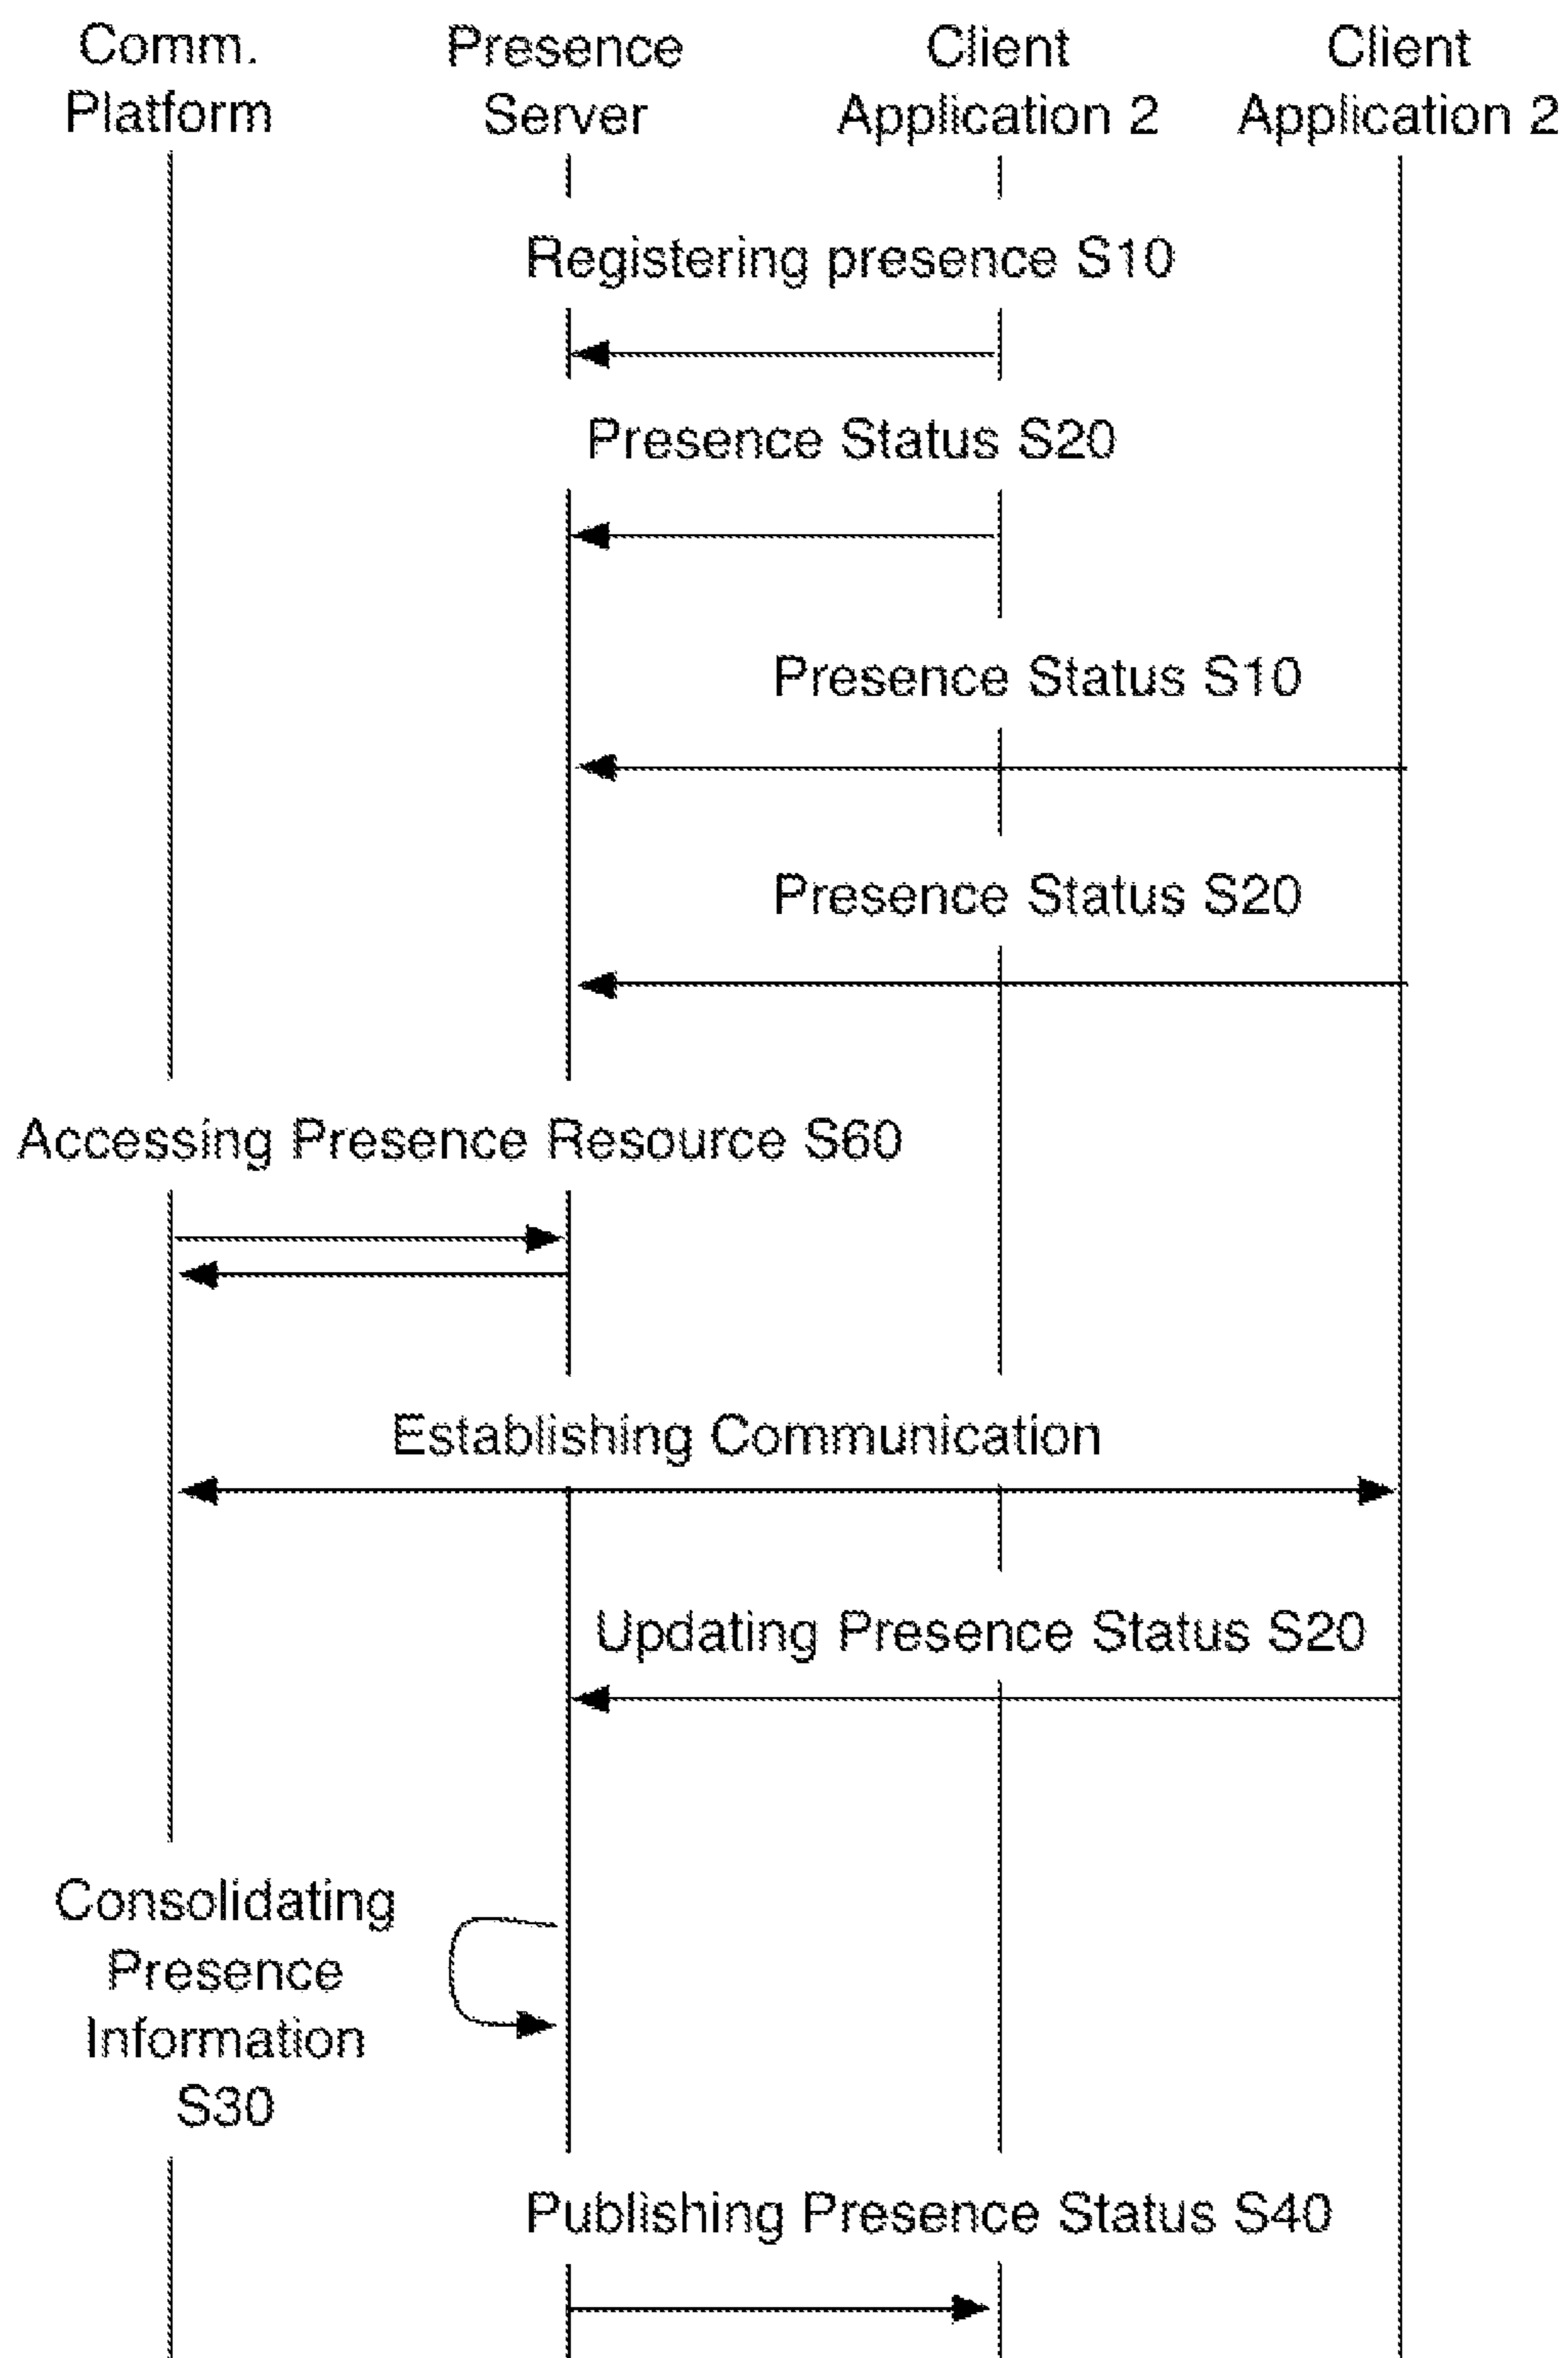 Comm.
Platform
Presence
Server
Client
Application 2
Client
Application 2
Registering presence S10
Presence Status S20
Presence Status S10
Presence Status S20
Accessing Presence Resource S60
Establishing Communication
Updating Presence Status S20
Consolidating
Presence
Information
S30
Publishing Presence Status S40